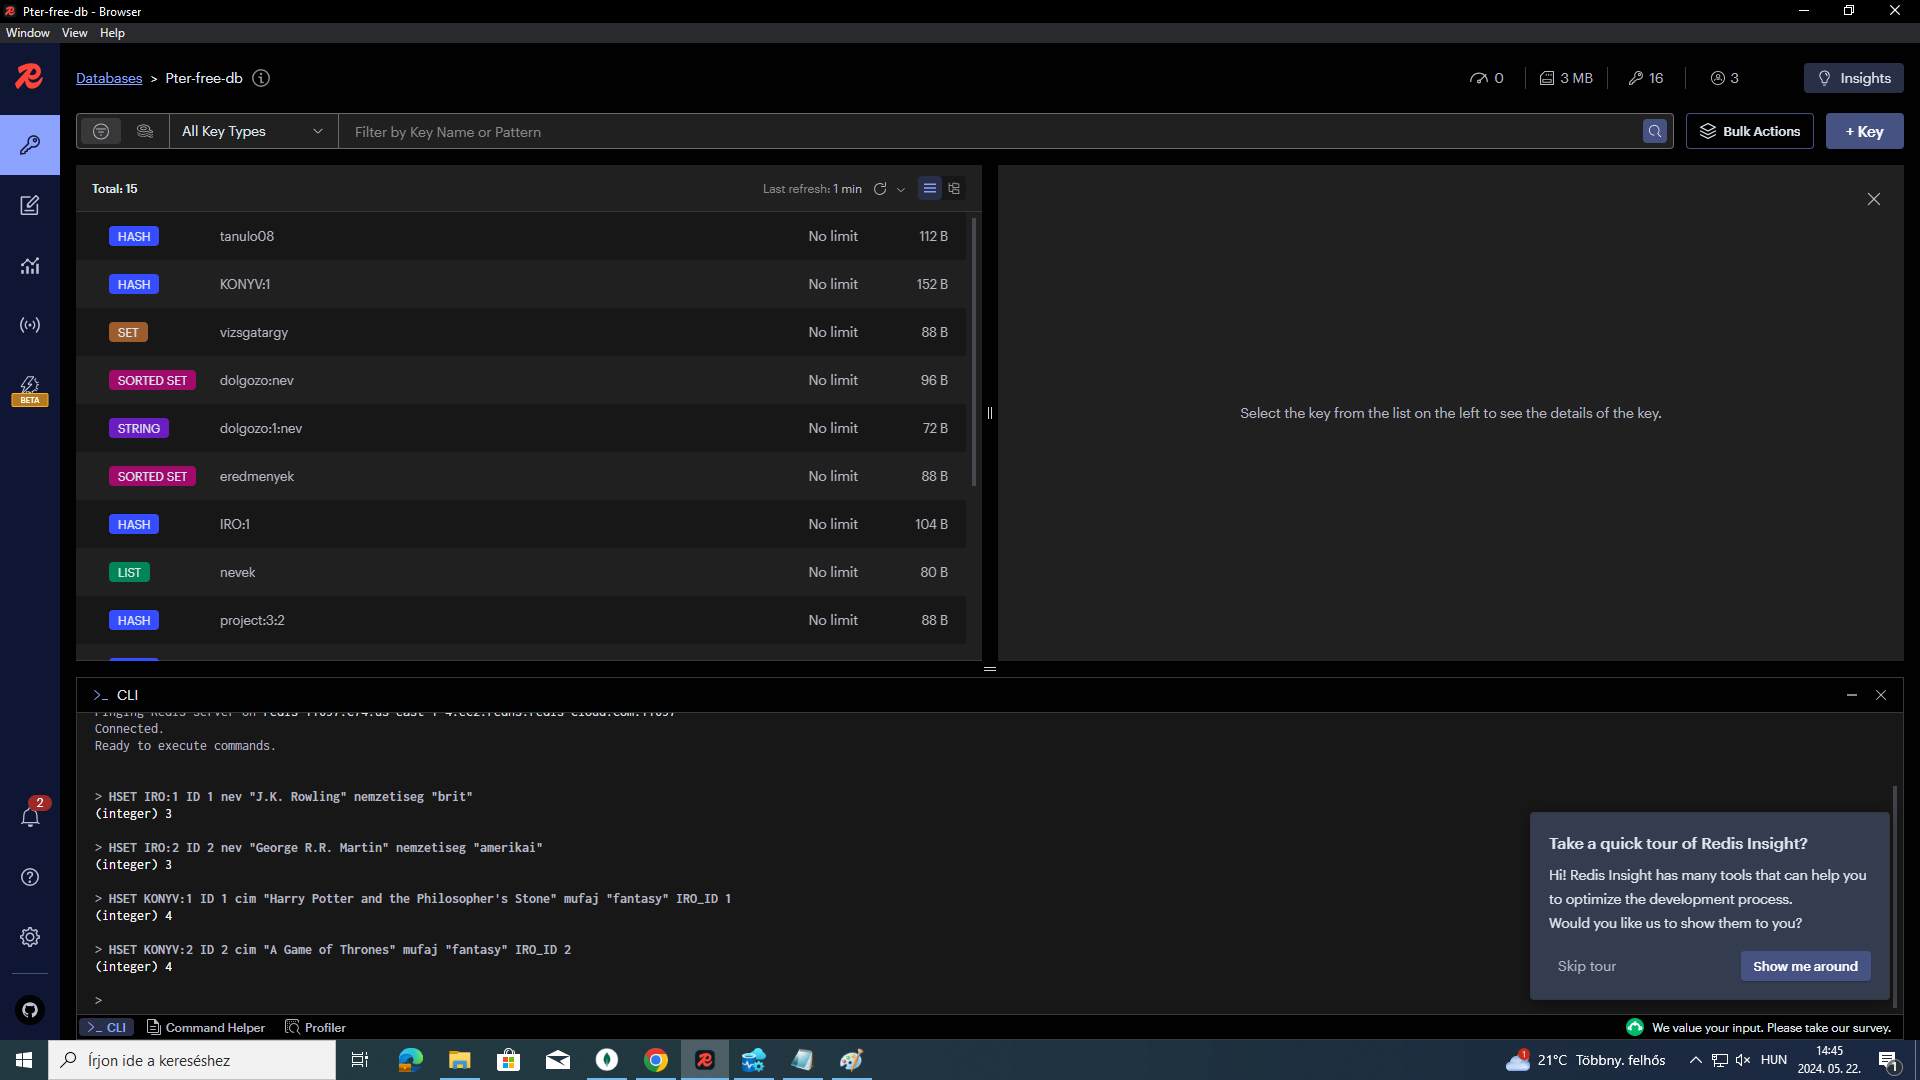 Pter-free-db - Browser
Window View Help
Databases > Pter-free-db
0 3 MB 16 3 Insights
All Key Types Filter by Key Name or Pattern Bulk Actions + Key
Total: 15 Last refresh: 1 min
HASH tanulo08 No limit 112 B
HASH KONYV:1 No limit 152 B
SET vizsgatargy No limit 88 B
SORTED SET dolgozo:nev No limit 96 B
STRING dolgozo:1:nev No limit 72 B
SORTED SET eredmenyek No limit 88 B
HASH IRO:1 No limit 104 B
LIST nevek No limit 80 B
HASH project:3:2 No limit 88 B
Select the key from the list on the left to see the details of the key.
BETA
2
>_ CLI
Connected.
Ready to execute commands.
> HSET IRO:1 ID 1 nev "J.K. Rowling" nemzetiseg "brit"
(integer) 3
> HSET IRO:2 ID 2 nev "George R.R. Martin" nemzetiseg "amerikai"
(integer) 3
> HSET KONYV:1 ID 1 cim "Harry Potter and the Philosopher's Stone" mufaj "fantasy" IRO_ID 1
(integer) 4
> HSET KONYV:2 ID 2 cim "A Game of Thrones" mufaj "fantasy" IRO_ID 2
(integer) 4
>
Take a quick tour of Redis Insight?
Hi! Redis Insight has many tools that can help you
to optimize the development process.
Would you like us to show them to you?
Skip tour Show me around
>_ CLI Command Helper Profiler
We value your input. Please take our survey.
Írjon ide a kereséshez
1 21°C Többny. felhős HUN
14:45
2024. 05. 22.
1